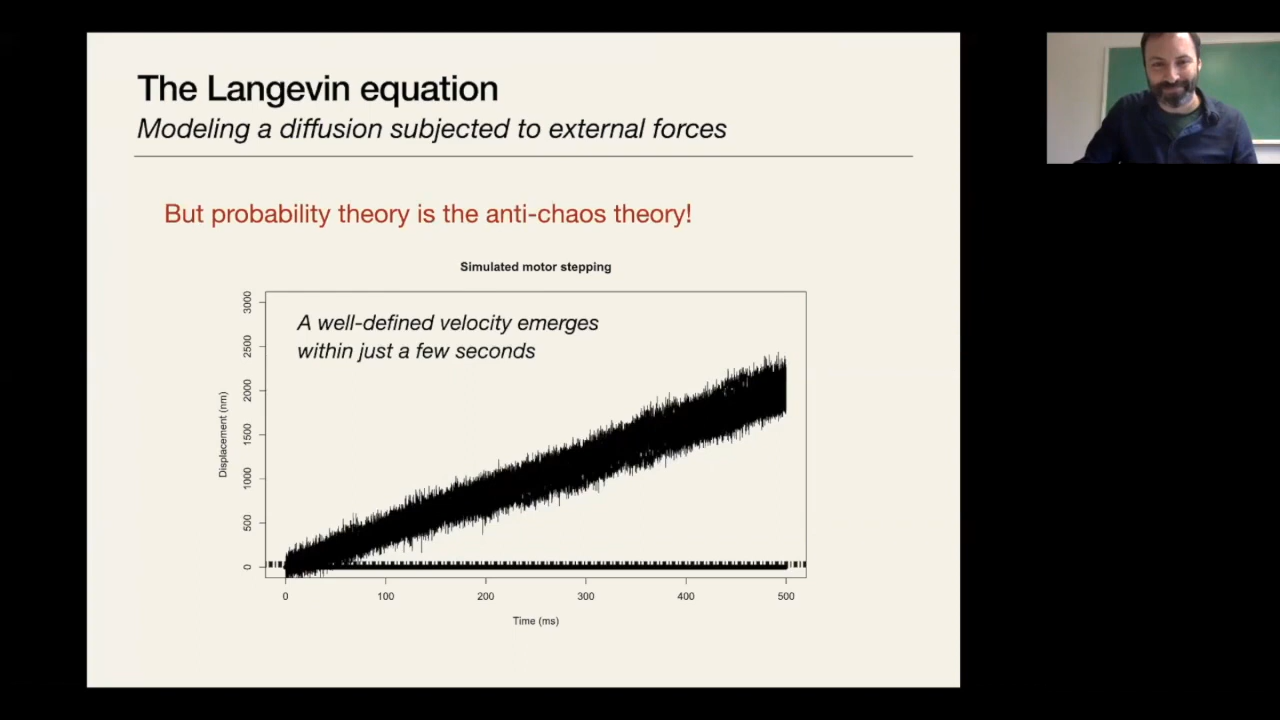 The Langevin equation
Modeling a diffusion subjected to external forces
But probability theory is the anti-chaos theory!
Simulated motor stepping
A well-defined velocity emerges
within just a few seconds
Displacement (nm)
3000
2500
2000
1500
1000
500
0
0 100 200 300 400 500
Time (ms)